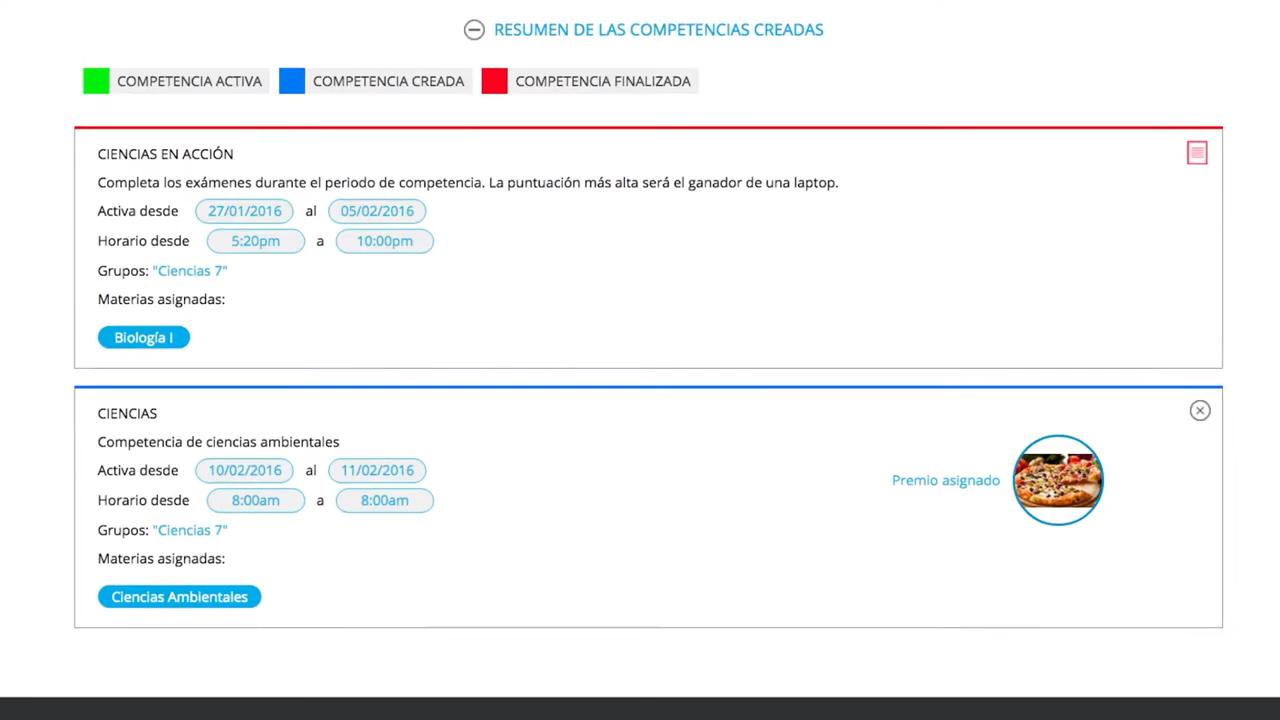 RESUMEN DE LAS COMPETENCIAS CREADAS
COMPETENCIA ACTIVA COMPETENCIA CREADA COMPETENCIA FINALIZADA
CIENCIAS EN ACCIÓN
Completa los exámenes durante el periodo de competencia. La puntuación más alta será el ganador de una laptop.
Activa desde 27/01/2016 al 05/02/2016
Horario desde 5:20pm a 10:00pm
Grupos: "Ciencias 7"
Materias asignadas:
Biología I
CIENCIAS
Competencia de ciencias ambientales
Activa desde 10/02/2016 al 11/02/2016
Premio asignado
Horario desde 8:00am a 8:00am
Grupos: "Ciencias 7"
Materias asignadas:
Ciencias Ambientales